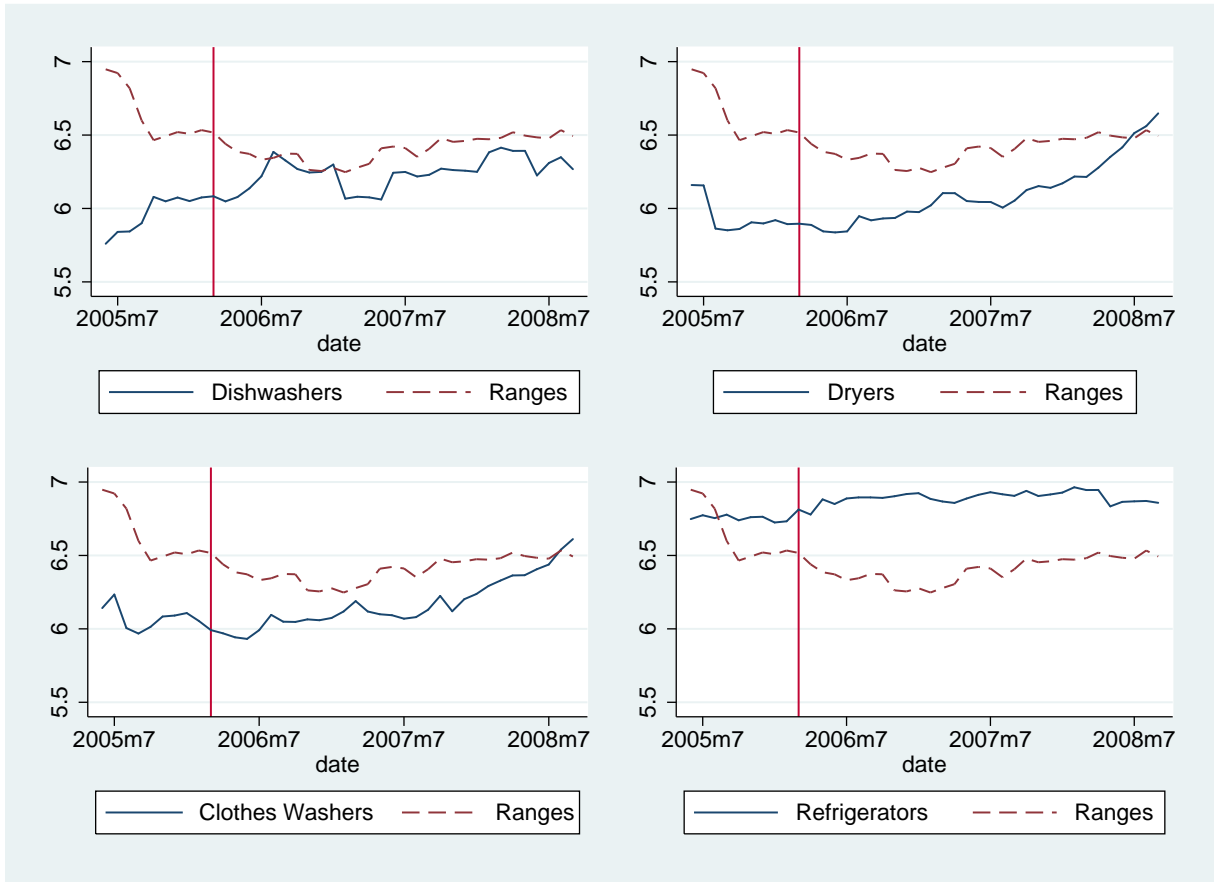 7
6.5
6
5.5
2005m7 2006m7 2007m7 2008m7
date
Dishwashers Ranges
7
6.5
6
5.5
2005m7 2006m7 2007m7 2008m7
date
Dryers Ranges
7
6.5
6
5.5
2005m7 2006m7 2007m7 2008m7
date
Clothes Washers Ranges
7
6.5
6
5.5
2005m7 2006m7 2007m7 2008m7
date
Refrigerators Ranges